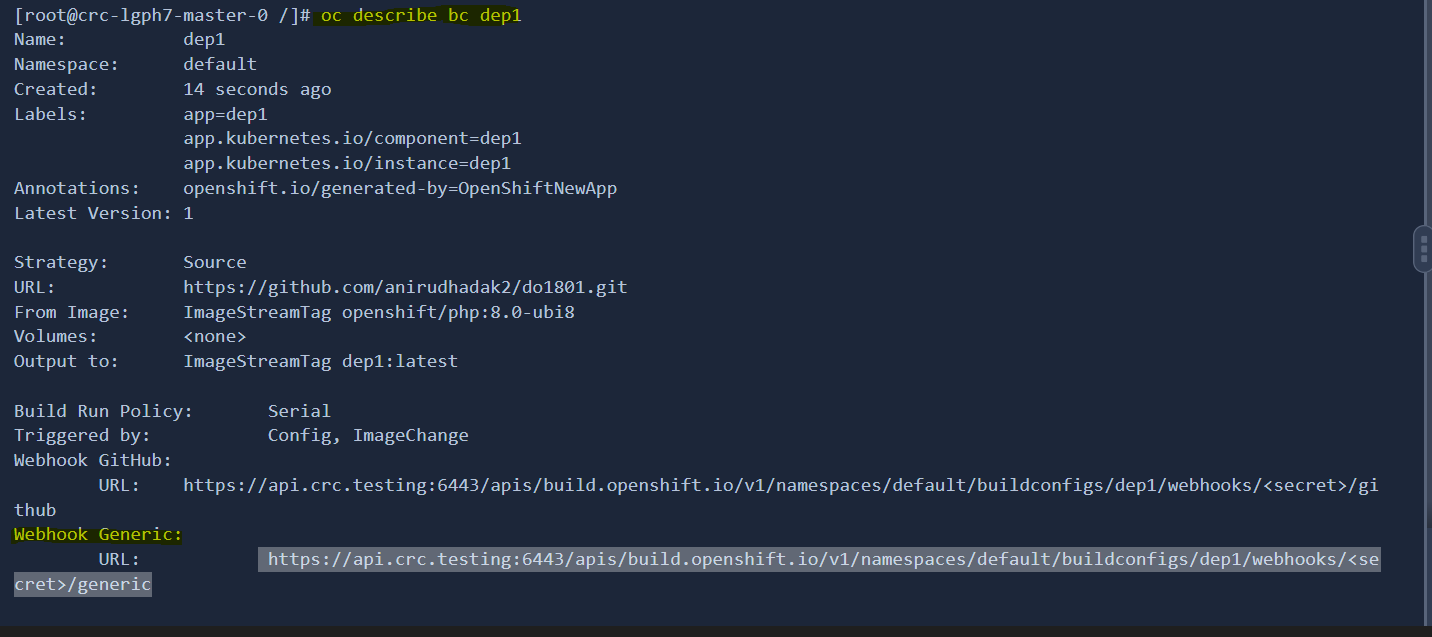 [root@crc-lgph7-master-0 /]# oc describe bc dep1
Name:           dep1
Namespace:      default
Created:        14 seconds ago
Labels:         app=dep1
                app.kubernetes.io/component=dep1
                app.kubernetes.io/instance=dep1
Annotations:    openshift.io/generated-by=OpenShiftNewApp
Latest Version: 1

Strategy:       Source
URL:            https://github.com/anirudhadak2/do1801.git
From Image:     ImageStreamTag openshift/php:8.0-ubi8
Volumes:        <none>
Output to:      ImageStreamTag dep1:latest

Build Run Policy:       Serial
Triggered by:           Config, ImageChange
Webhook GitHub:
        URL:    https://api.crc.testing:6443/apis/build.openshift.io/v1/namespaces/default/buildconfigs/dep1/webhooks/<secret>/gi
thub
Webhook Generic:
        URL:            https://api.crc.testing:6443/apis/build.openshift.io/v1/namespaces/default/buildconfigs/dep1/webhooks/<se
cret>/generic